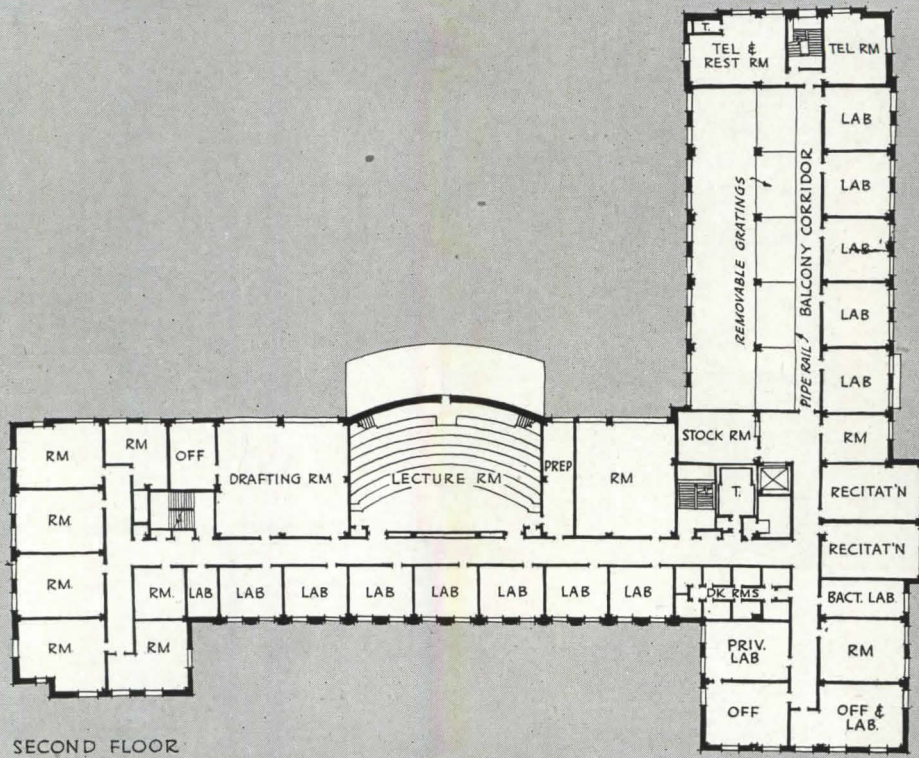 T.
TEL &
REST RM
TEL RM
LAB
LAB
LAB
LAB
LAB
REMOVABLE GRATINGS
PIPE RAIL
BALCONY CORRIDOR
STOCK RM
RM
T.
RECITAT'N
RECITAT'N
RM
RM
OFF
DRAFTING RM
LECTURE RM
PREP
RM
RM.
RM.
RM.
RM.
LAB
LAB
LAB
LAB
LAB
LAB
LAB
LAB
DK. RMS
BACT. LAB.
RM
PRIV.
LAB
RM
OFF
OFF &
LAB.
SECOND FLOOR